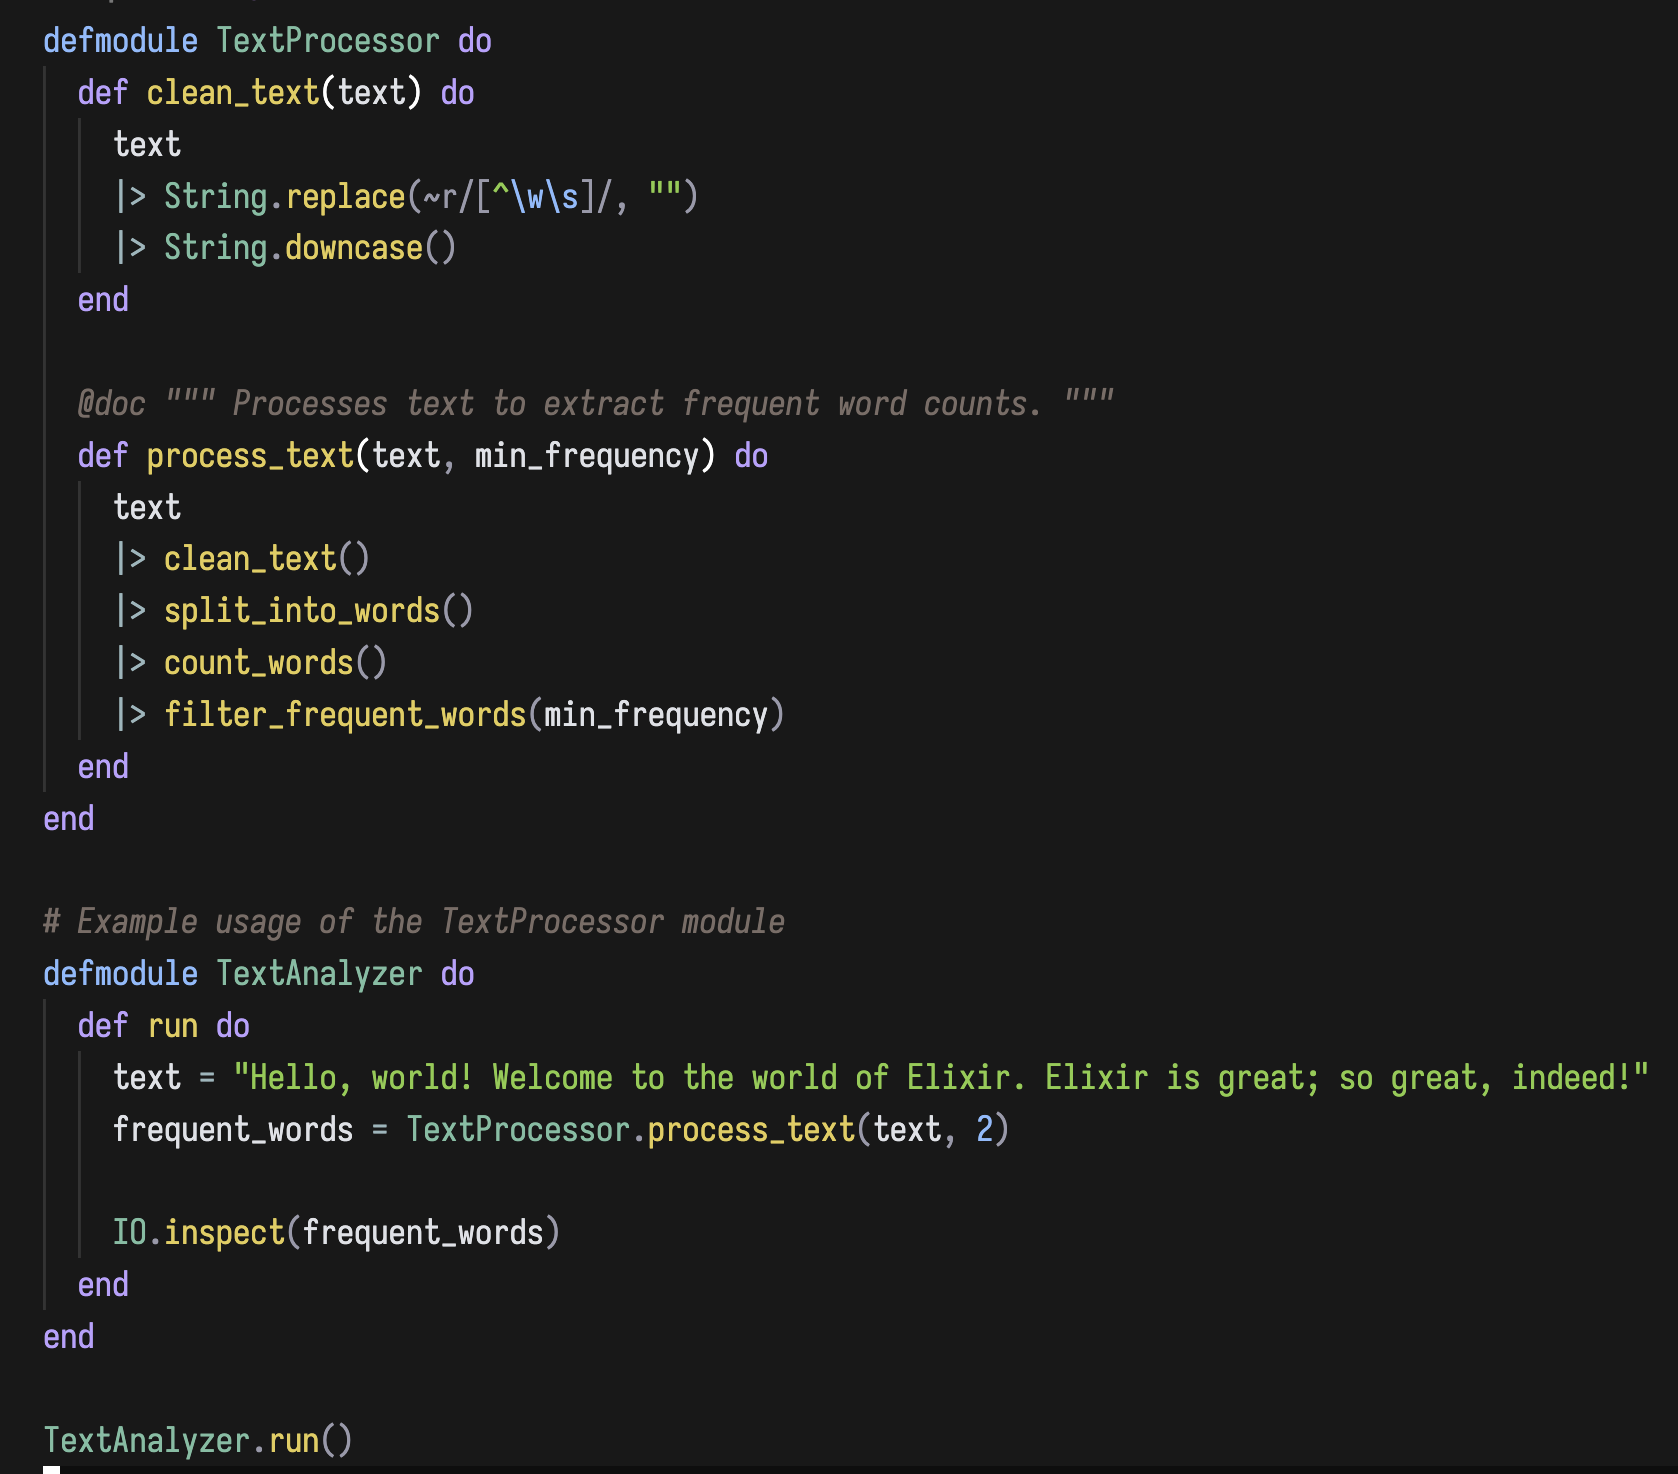 defmodule TextProcessor do
  def clean_text(text) do
    text
    |> String.replace(~r/[^\w\s]/, "")
    |> String.downcase()
  end

  @doc """ Processes text to extract frequent word counts. """
  def process_text(text, min_frequency) do
    text
    |> clean_text()
    |> split_into_words()
    |> count_words()
    |> filter_frequent_words(min_frequency)
  end
end

# Example usage of the TextProcessor module
defmodule TextAnalyzer do
  def run do
    text = "Hello, world! Welcome to the world of Elixir. Elixir is great; so great, indeed!"
    frequent_words = TextProcessor.process_text(text, 2)

    IO.inspect(frequent_words)
  end
end

TextAnalyzer.run()